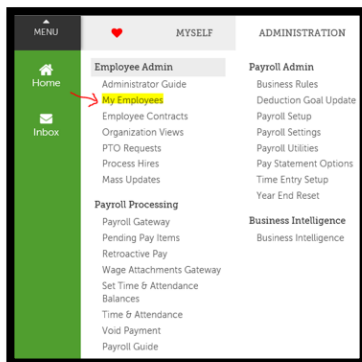 MENU
MYSELF
ADMINISTRATION
Home
Inbox
Employee Admin
Administrator Guide
My Employees
Employee Contracts
Organization Views
PTO Requests
Process Hires
Mass Updates
Payroll Processing
Payroll Gateway
Pending Pay Items
Retroactive Pay
Wage Attachments Gateway
Set Time & Attendance
Balances
Time & Attendance
Void Payment
Payroll Guide
Payroll Admin
Business Rules
Deduction Goal Update
Payroll Setup
Payroll Settings
Payroll Utilities
Pay Statement Options
Time Entry Setup
Year End Reset
Business Intelligence
Business Intelligence